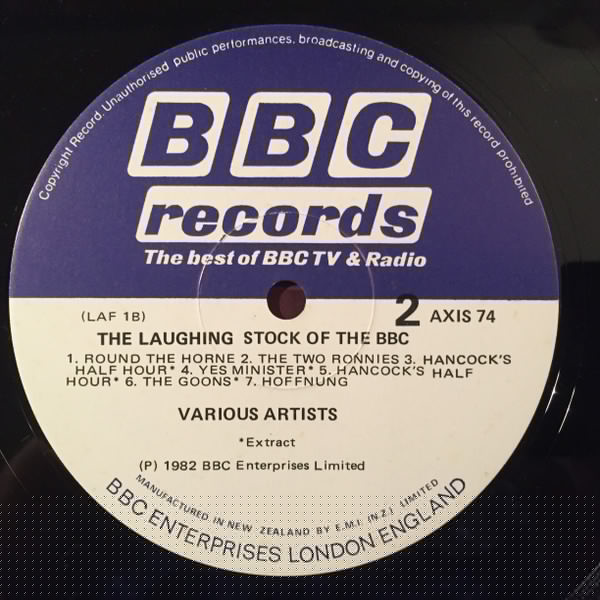 Copyright Record. Unauthorised public performances, broadcasting and copying of this record prohibited
BBC
records
The best of BBC TV & Radio
(LAF 1B)
2 AXIS 74
THE LAUGHING STOCK OF THE BBC
1. ROUND THE HORNE 2. THE TWO RONNIES 3. HANCOCK'S
HALF HOUR* 4. YES MINISTER* 5. HANCOCK'S HALF
HOUR* 6. THE GOONS* 7. HOFFNUNG
VARIOUS ARTISTS
*Extract
(P) 1982 BBC Enterprises Limited
MANUFACTURED IN NEW ZEALAND BY E.M.I. (N.Z.) LIMITED
BBC ENTERPRISES LONDON ENGLAND